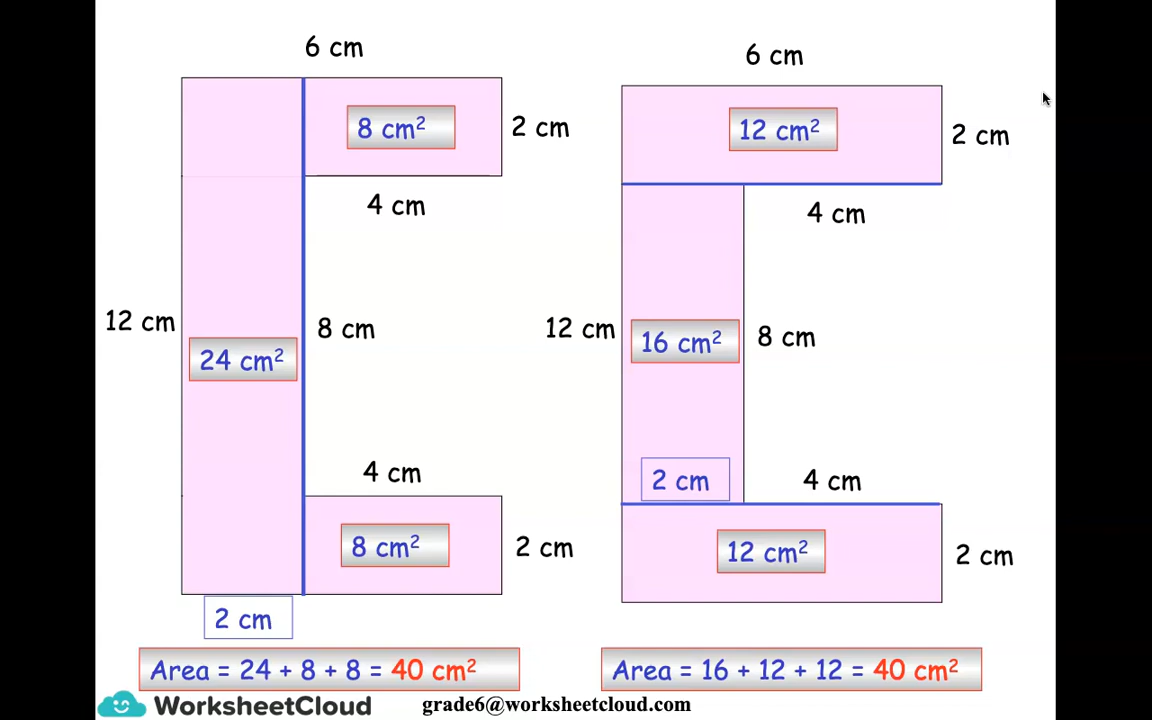 6 cm
8 cm²
2 cm
4 cm
12 cm
8 cm
24 cm²
4 cm
8 cm²
2 cm
2 cm
Area = 24 + 8 + 8 = 40 cm²
6 cm
12 cm²
2 cm
4 cm
12 cm
16 cm²
8 cm
2 cm
4 cm
12 cm²
2 cm
Area = 16 + 12 + 12 = 40 cm²
WorksheetCloud
grade6@worksheetcloud.com